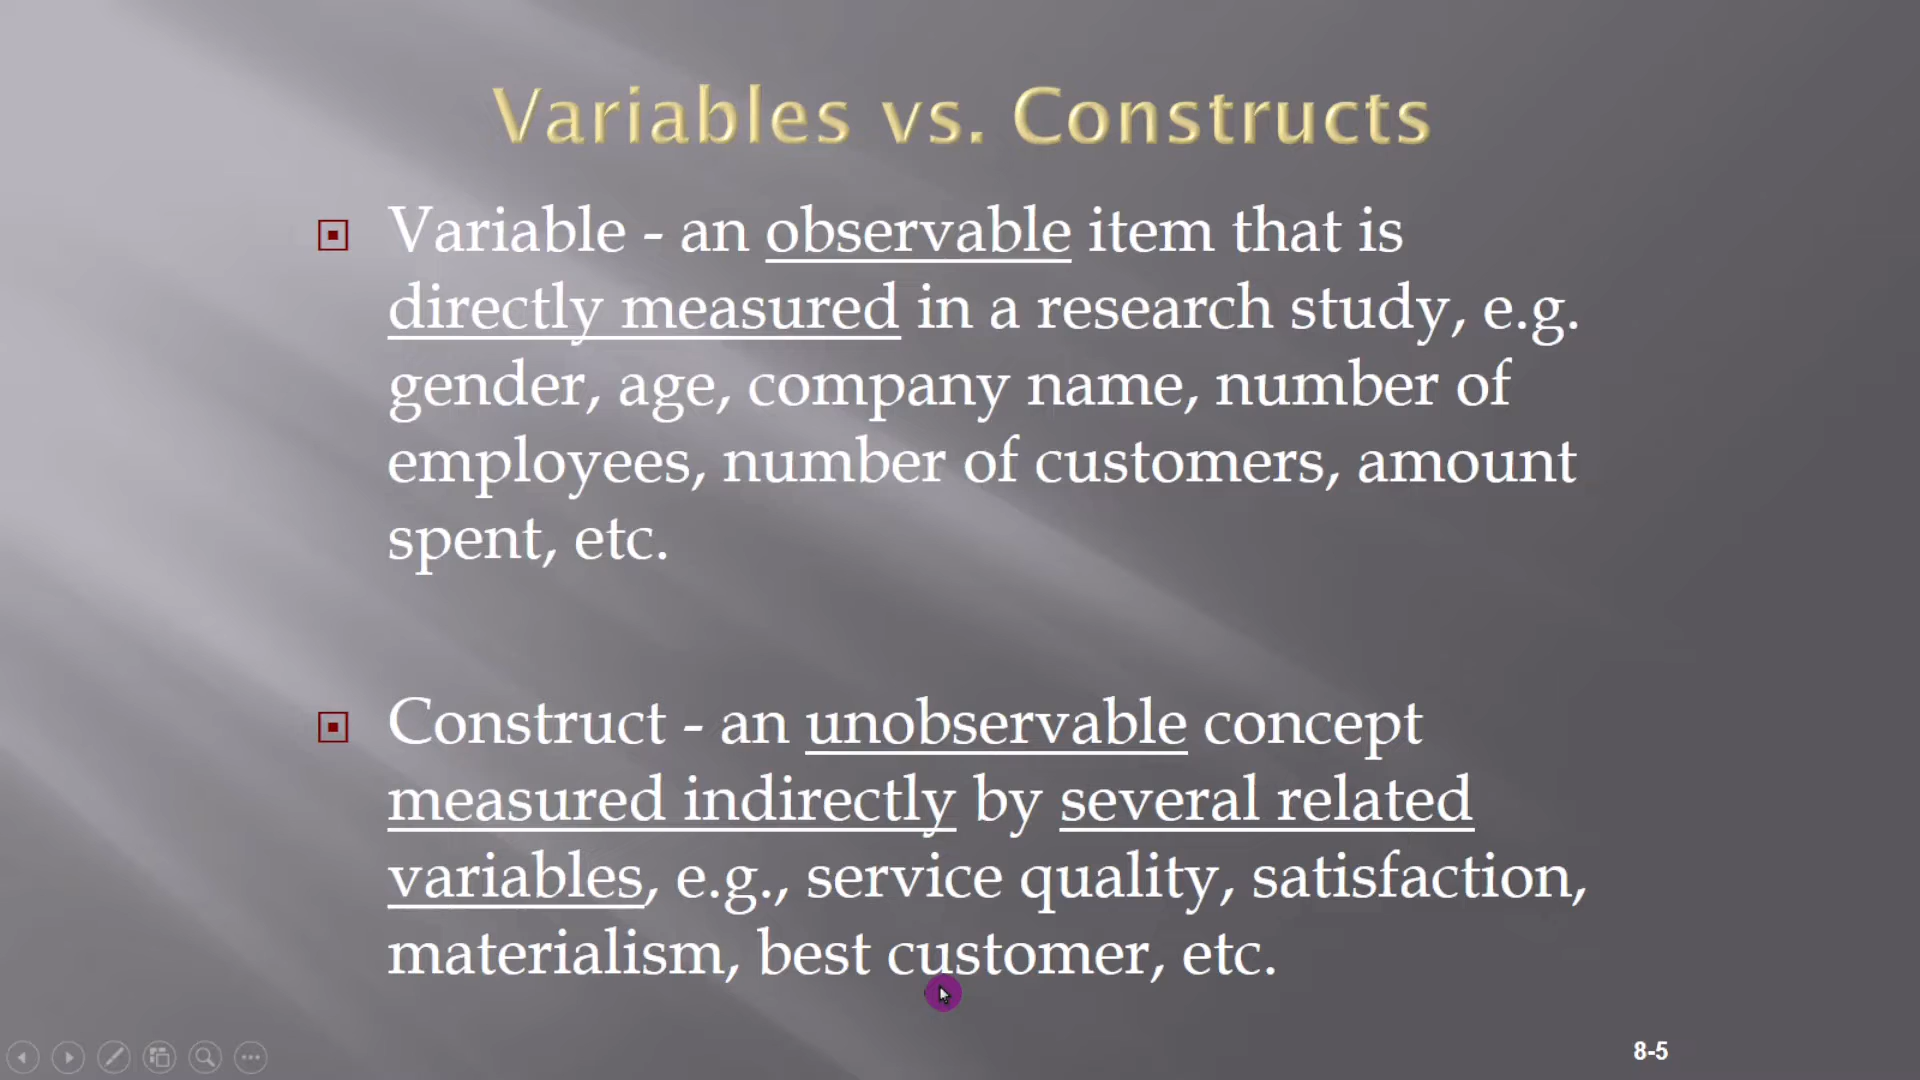 Variables vs. Constructs
Variable - an observable item that is
directly measured in a research study, e.g.
gender, age, company name, number of
employees, number of customers, amount
spent, etc.
Construct - an unobservable concept
measured indirectly by several related
variables, e.g., service quality, satisfaction,
materialism, best customer, etc.
8-5